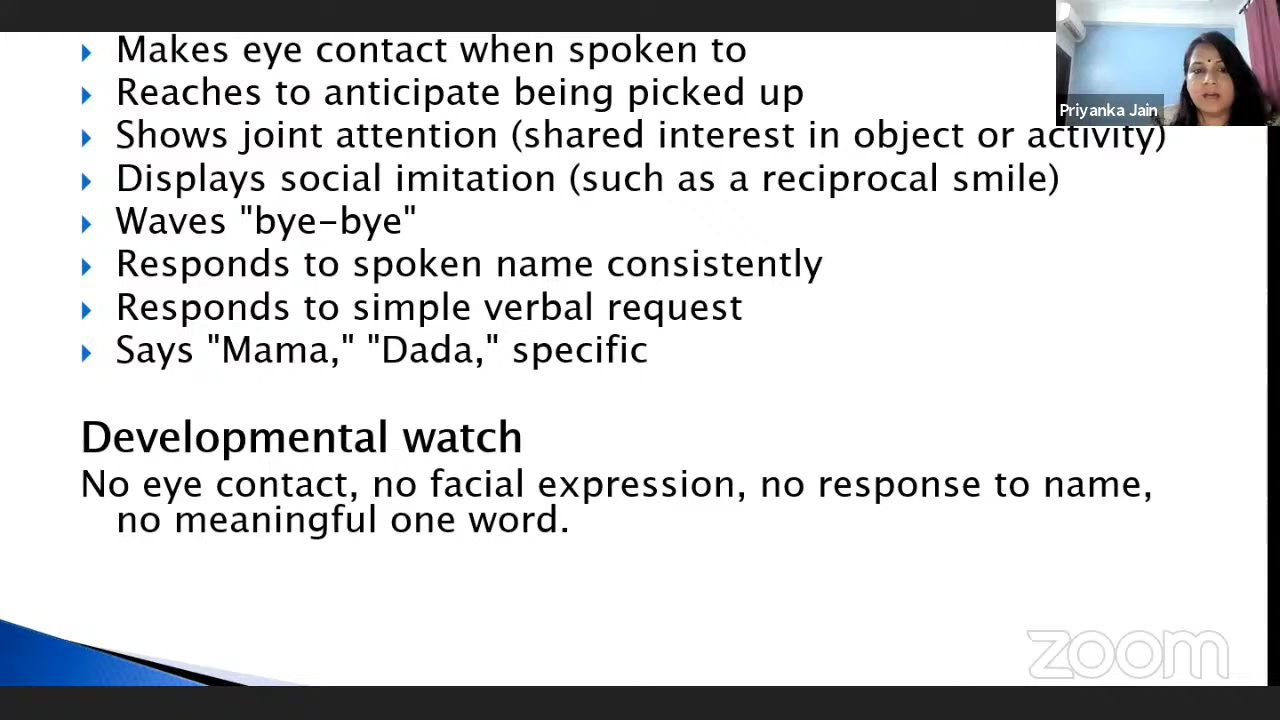 Makes eye contact when spoken to
Reaches to anticipate being picked up
Shows joint attention (shared interest in object or activity)
Displays social imitation (such as a reciprocal smile)
Waves "bye-bye"
Responds to spoken name consistently
Responds to simple verbal request
Says "Mama," "Dada," specific
Developmental watch
No eye contact, no facial expression, no response to name,
no meaningful one word.
Priyanka Jain
zoom